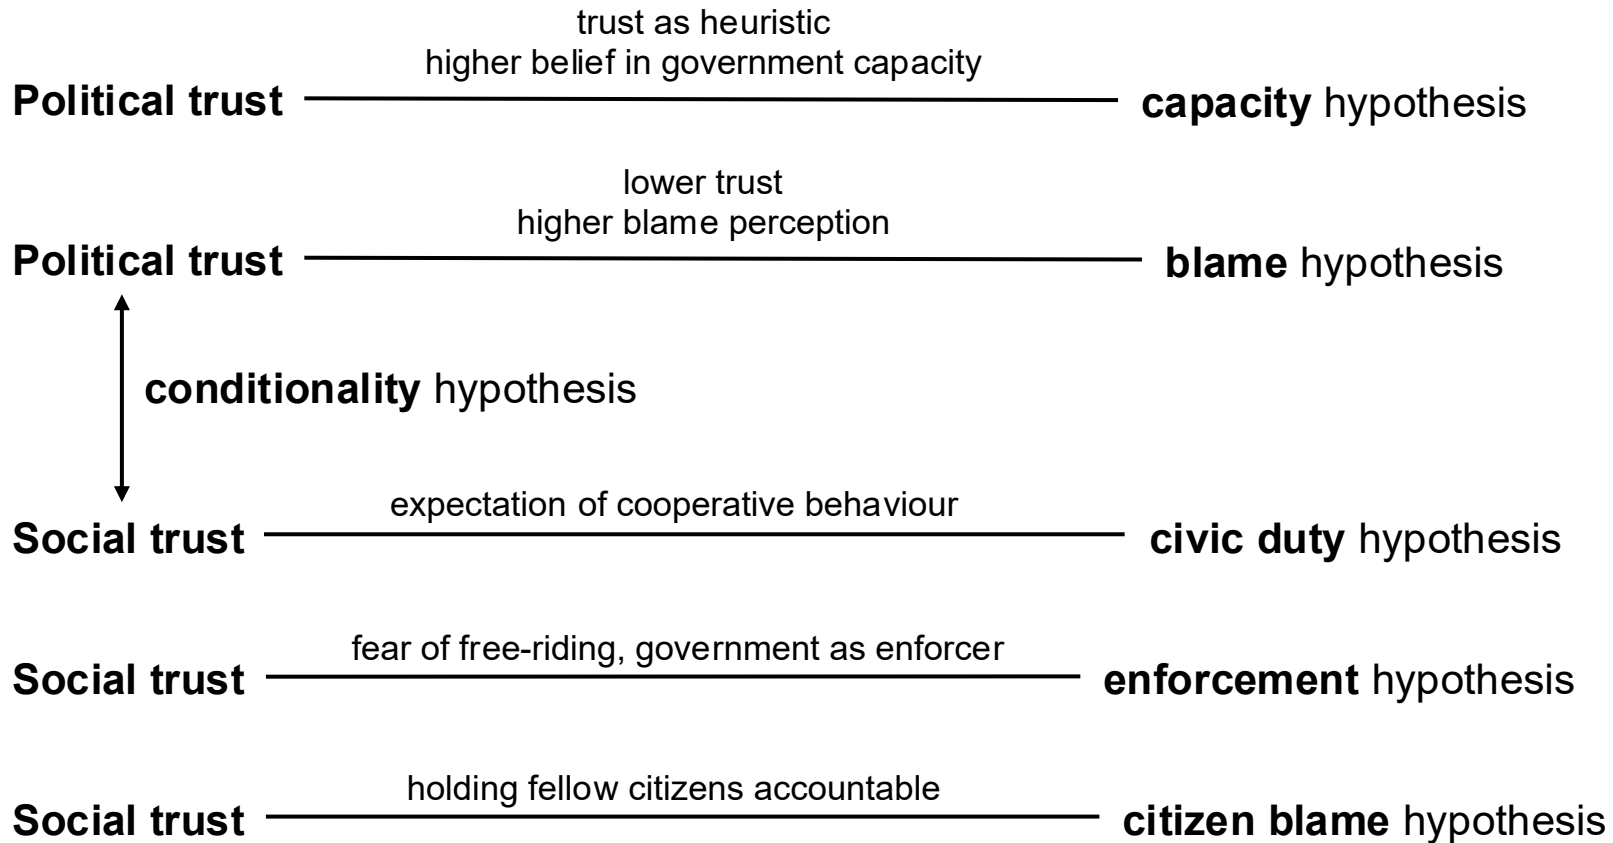 trust as heuristic
higher belief in government capacity
Political trust capacity hypothesis
lower trust
higher blame perception
Political trust blame hypothesis
conditionality hypothesis
expectation of cooperative behaviour
Social trust civic duty hypothesis
fear of free-riding, government as enforcer
Social trust enforcement hypothesis
holding fellow citizens accountable
Social trust citizen blame hypothesis